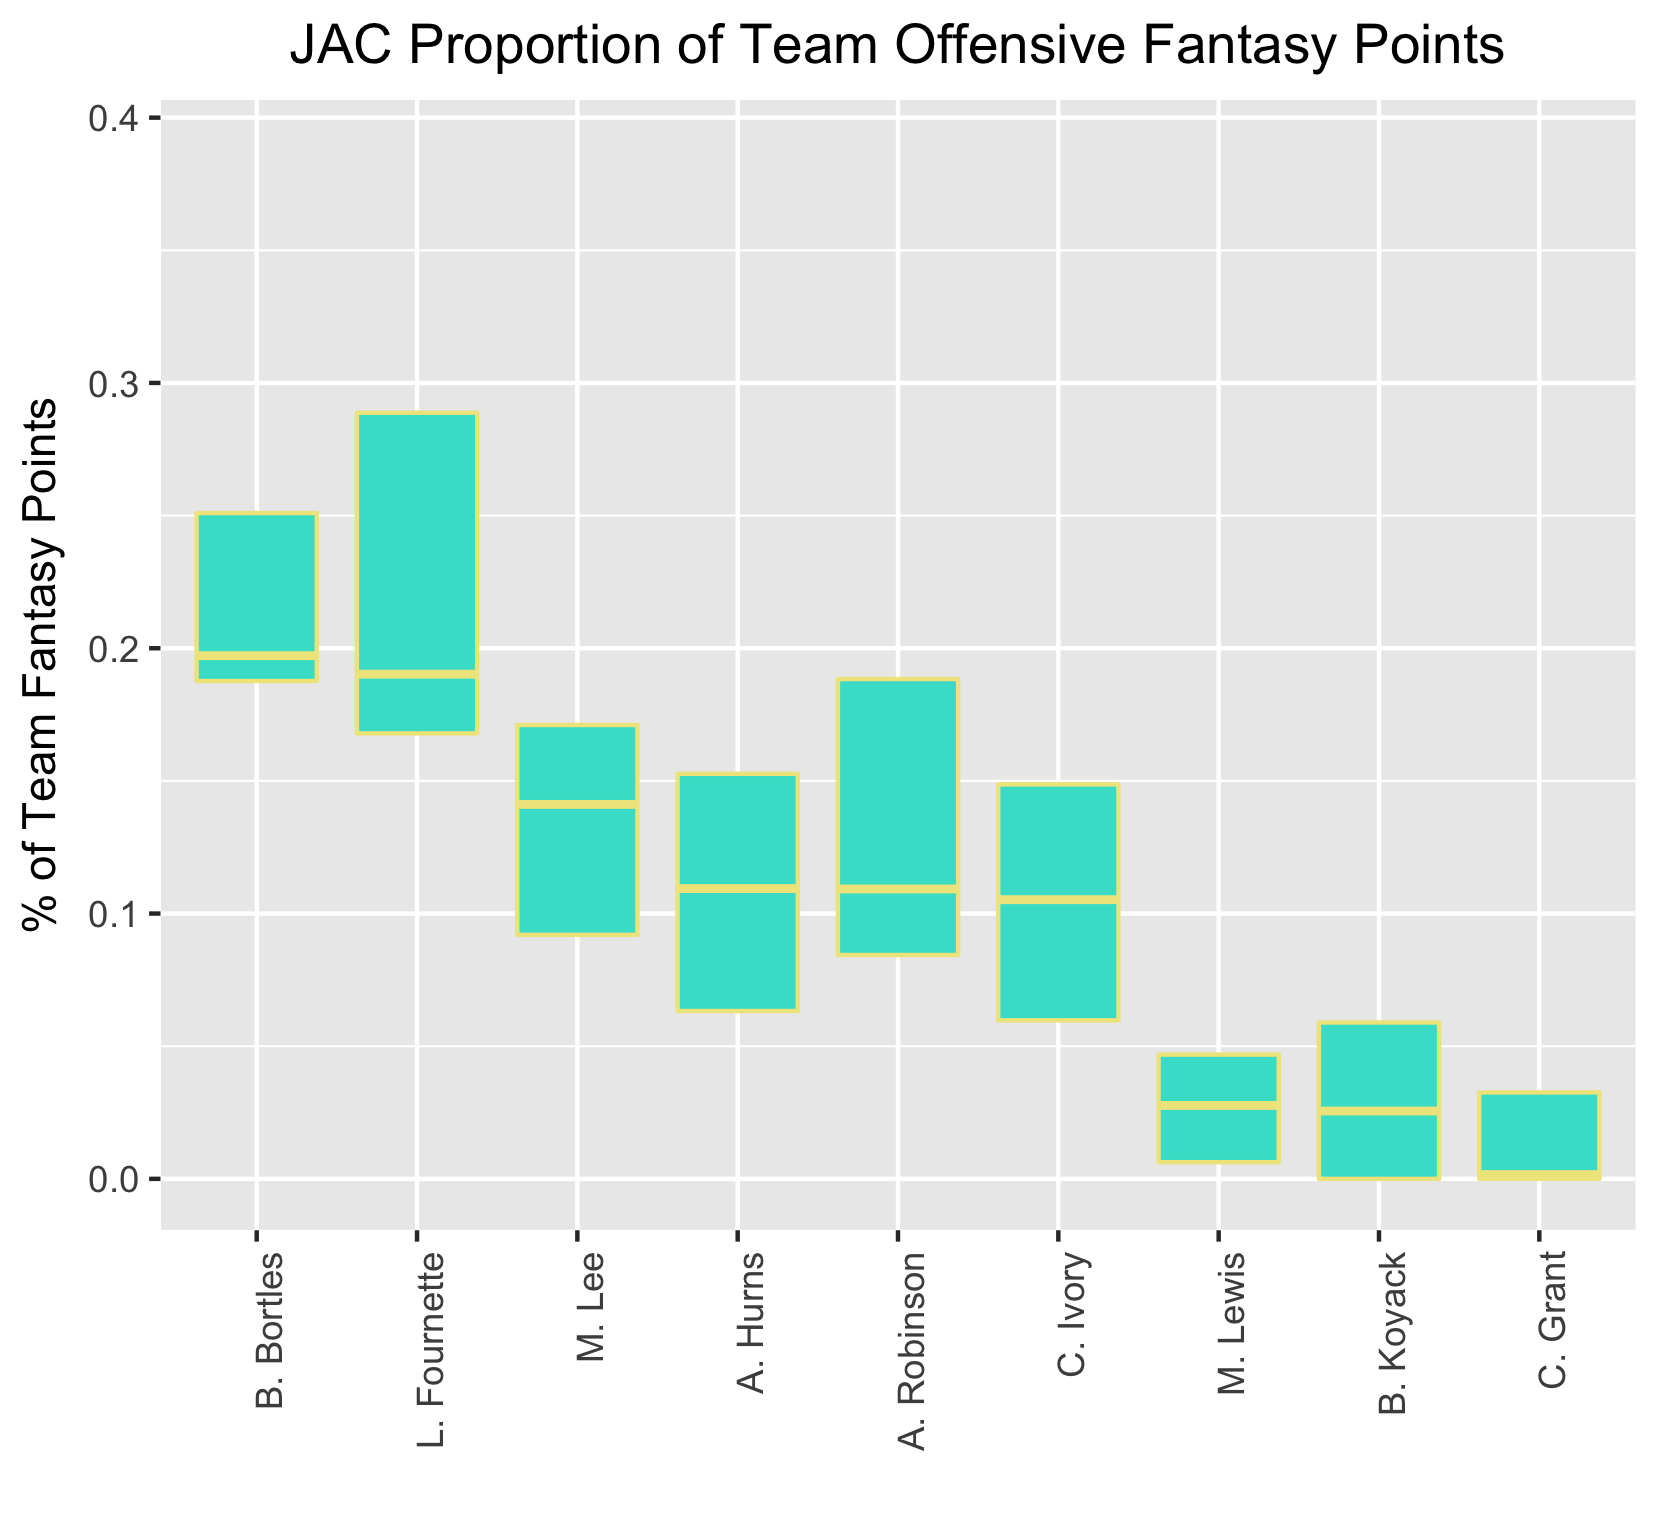 JAC Proportion of Team Offensive Fantasy Points
% of Team Fantasy Points
0.4
0.3
0.2
0.1
0.0
B. Bortles
L. Fournette
M. Lee
A. Hurns
A. Robinson
C. Ivory
M. Lewis
B. Koyack
C. Grant